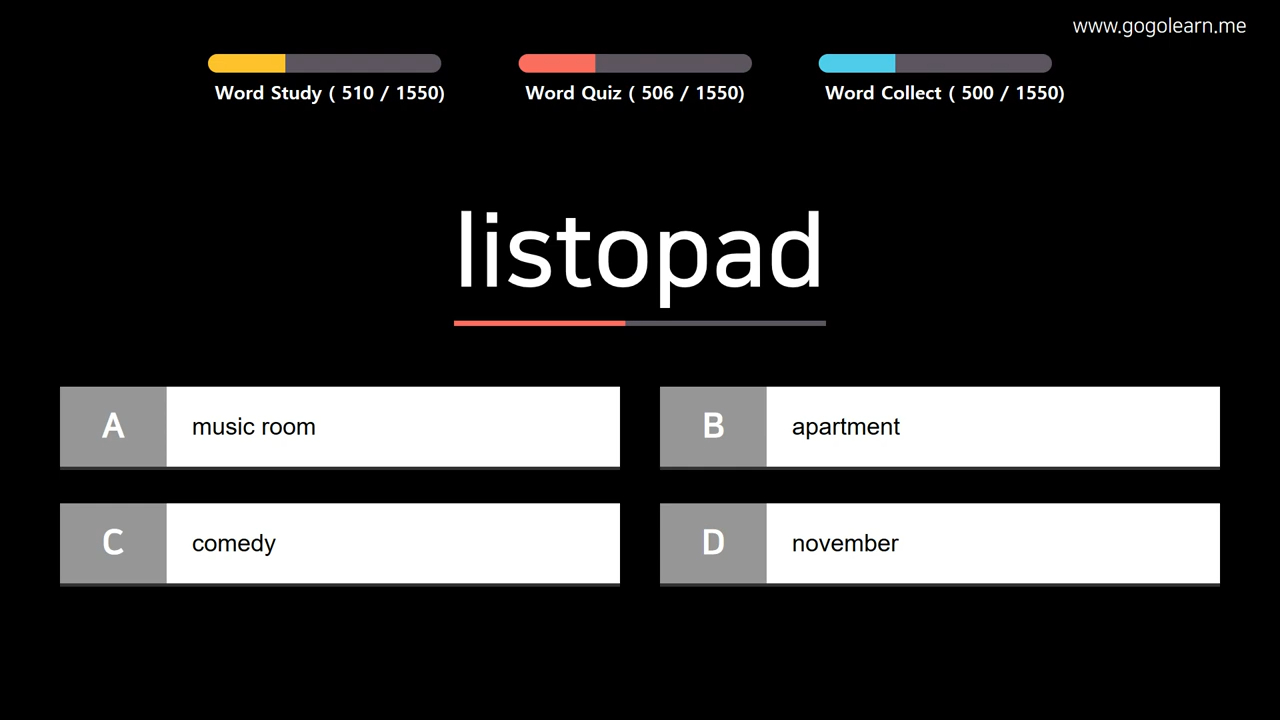 www.gogolearn.me
Word Study ( 510 / 1550)
Word Quiz ( 506 / 1550)
Word Collect ( 500 / 1550)
listopad
A music room
B apartment
C comedy
D november